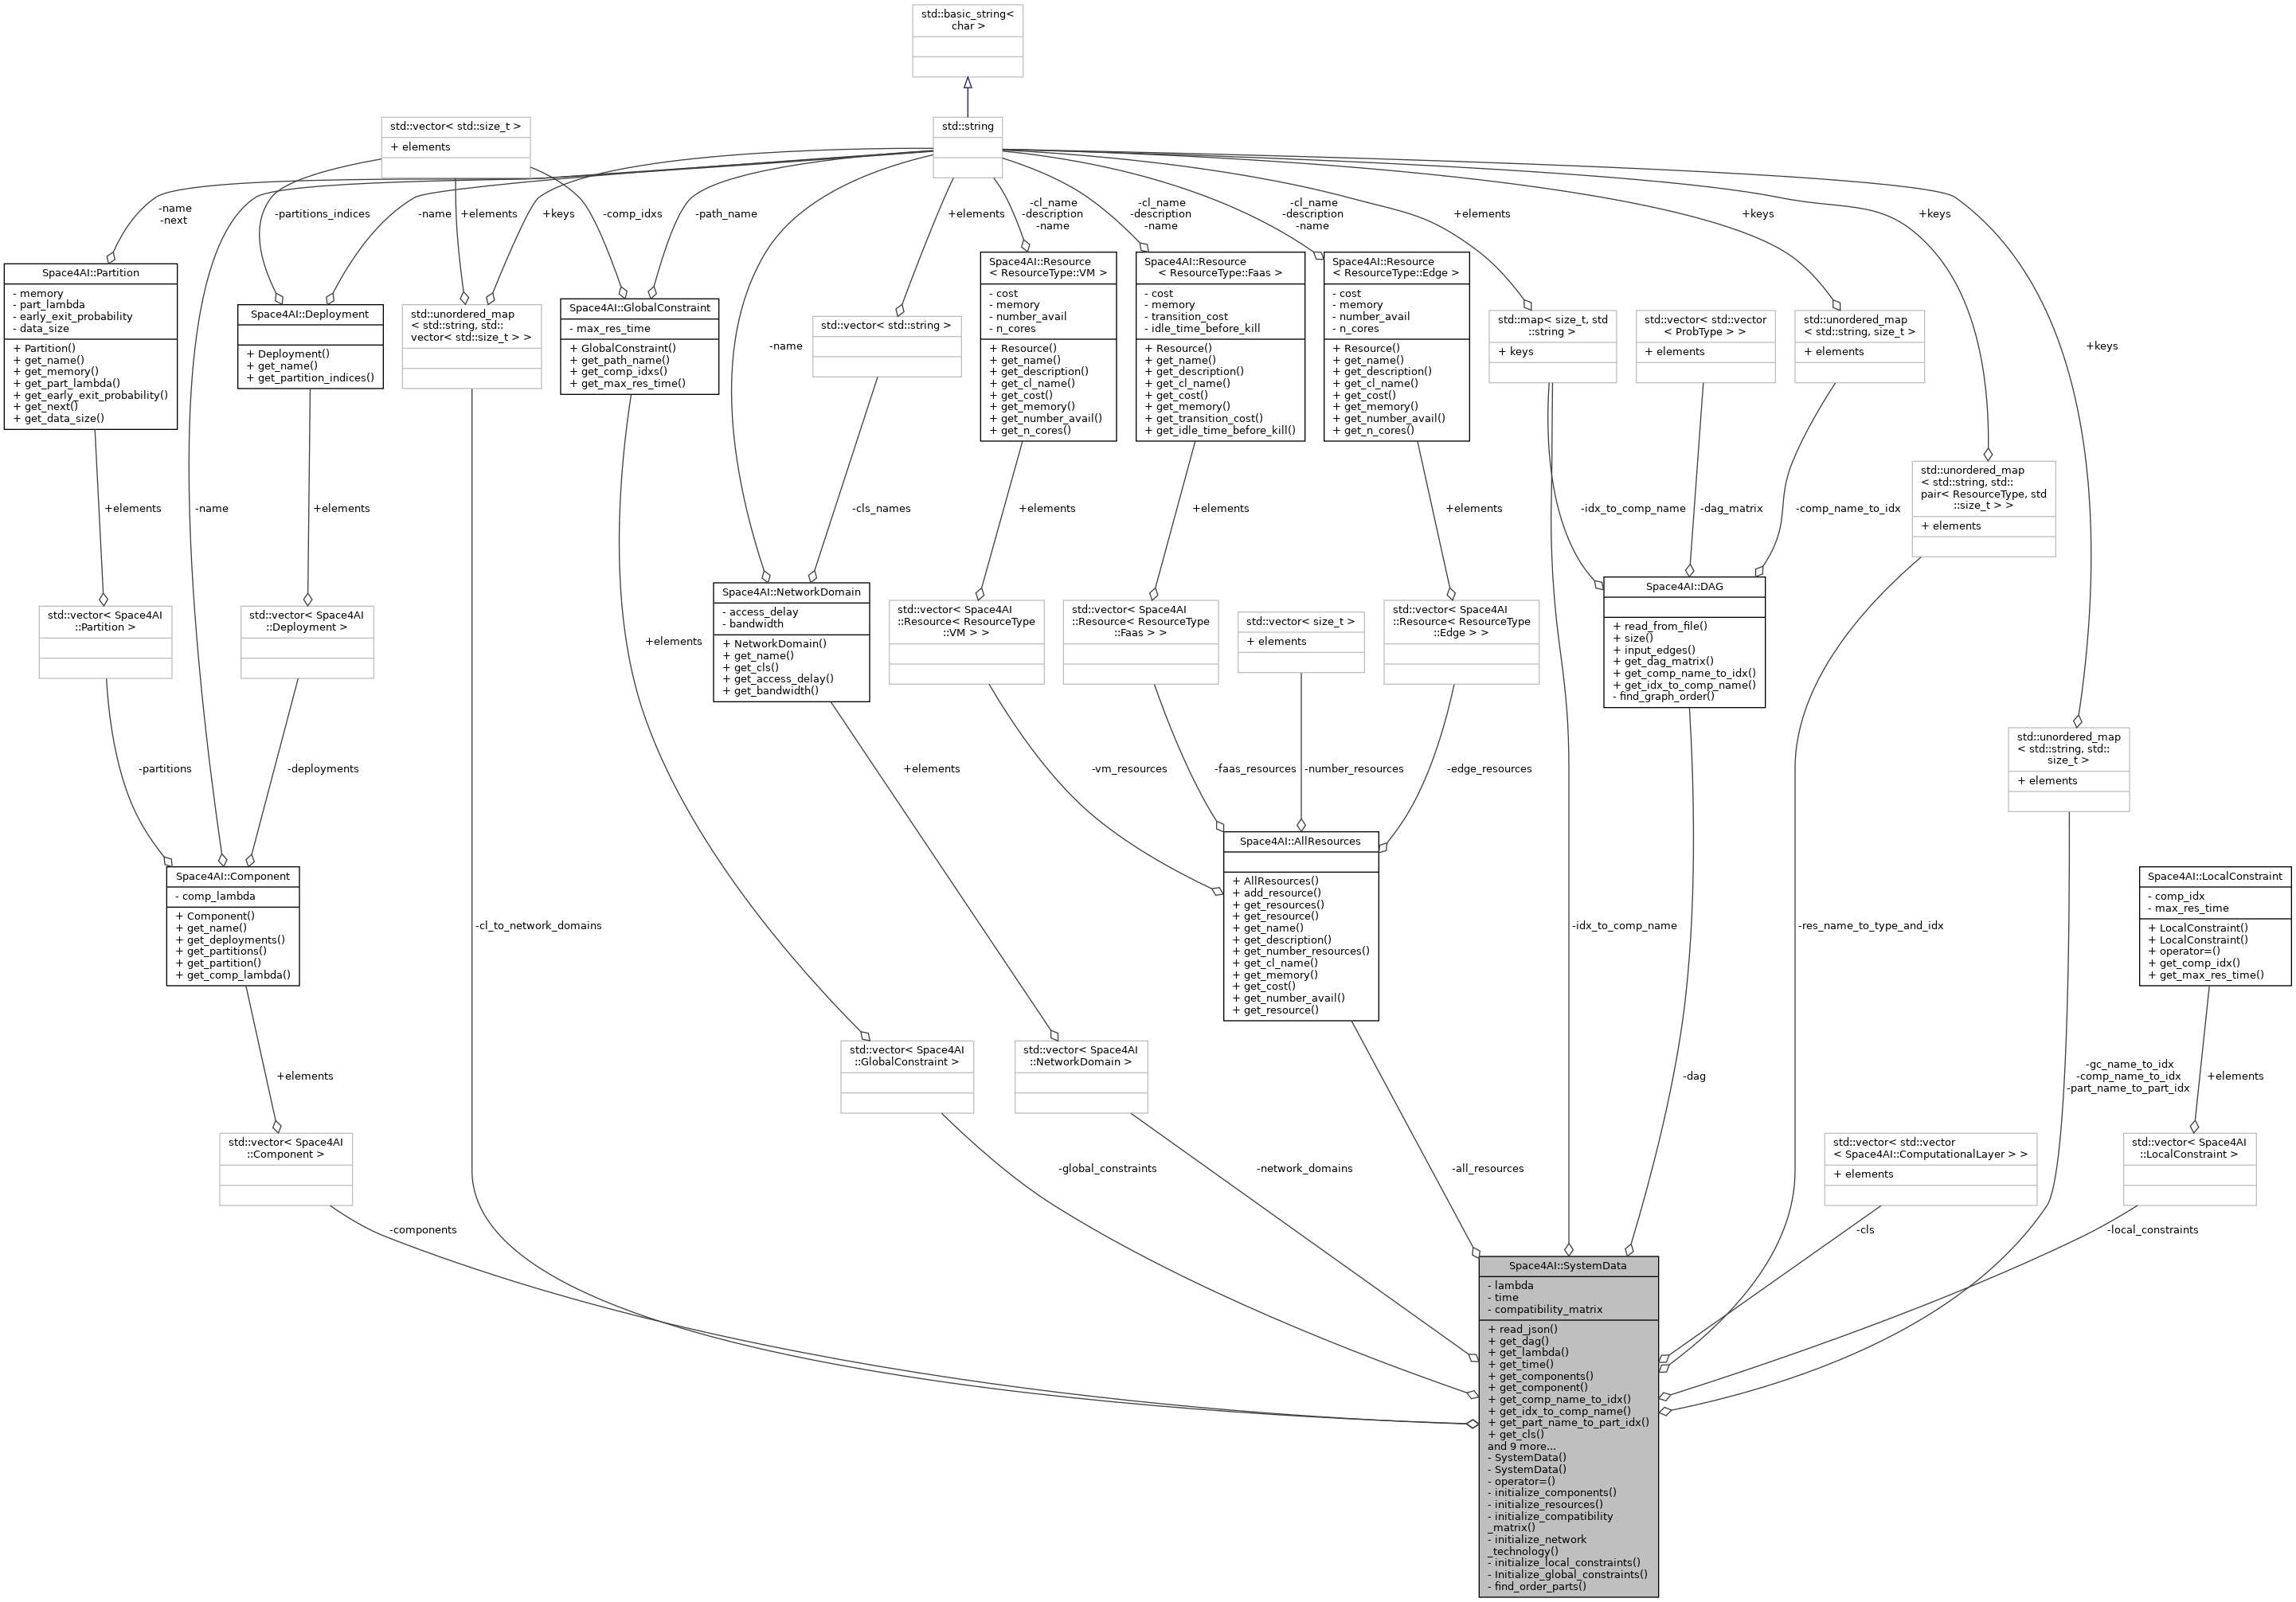 std::basic_string<
char >
std::vector< std::size_t >
+ elements
std::string
-name
-next
-partitions_indices
-name
+elements
+keys
-comp_idxs
-path_name
+elements
-cl_name
-description
-name
-cl_name
-description
-name
-cl_name
-description
-name
+elements
+keys
+keys
+keys
-name
Space4AI::Partition
- memory
- part_lambda
- early_exit_probability
- data_size
+ Partition()
+ get_name()
+ get_memory()
+ get_part_lambda()
+ get_early_exit_probability()
+ get_next()
+ get_data_size()
Space4AI::Deployment
+ Deployment()
+ get_name()
+ get_partition_indices()
std::unordered_map
< std::string, std::
vector< std::size_t > >
Space4AI::GlobalConstraint
- max_res_time
+ GlobalConstraint()
+ get_path_name()
+ get_comp_idxs()
+ get_max_res_time()
std::vector< std::string >
Space4AI::Resource
< ResourceType::VM >
- cost
- memory
- number_avail
- n_cores
+ Resource()
+ get_name()
+ get_description()
+ get_cl_name()
+ get_cost()
+ get_memory()
+ get_number_avail()
+ get_n_cores()
Space4AI::Resource
< ResourceType::Faas >
- cost
- memory
- transition_cost
- idle_time_before_kill
+ Resource()
+ get_name()
+ get_description()
+ get_cl_name()
+ get_cost()
+ get_memory()
+ get_transition_cost()
+ get_idle_time_before_kill()
Space4AI::Resource
< ResourceType::Edge >
- cost
- memory
- number_avail
- n_cores
+ Resource()
+ get_name()
+ get_description()
+ get_cl_name()
+ get_cost()
+ get_memory()
+ get_number_avail()
+ get_n_cores()
std::map< size_t, std
::string >
+ keys
std::vector< std::vector
< ProbType > >
+ elements
std::unordered_map
< std::string, size_t >
+ elements
std::unordered_map
< std::string, std::
pair< ResourceType, std
::size_t > >
+ elements
+elements
-name
+elements
-cls_names
+elements
+elements
+elements
-idx_to_comp_name
-dag_matrix
-comp_name_to_idx
std::vector< Space4AI
::Partition >
std::vector< Space4AI
::Deployment >
+elements
Space4AI::NetworkDomain
- access_delay
- bandwidth
+ NetworkDomain()
+ get_name()
+ get_cls()
+ get_access_delay()
+ get_bandwidth()
std::vector< Space4AI
::Resource< ResourceType
::VM > >
std::vector< Space4AI
::Resource< ResourceType
::Faas > >
std::vector< size_t >
+ elements
std::vector< Space4AI
::Resource< ResourceType
::Edge > >
Space4AI::DAG
+ read_from_file()
+ size()
+ input_edges()
+ get_dag_matrix()
+ get_comp_name_to_idx()
+ get_idx_to_comp_name()
- find_graph_order()
std::unordered_map
< std::string, std::
size_t >
+ elements
-partitions
-deployments
+elements
-vm_resources
-faas_resources
-number_resources
-edge_resources
Space4AI::Component
- comp_lambda
+ Component()
+ get_name()
+ get_deployments()
+ get_partitions()
+ get_partition()
+ get_comp_lambda()
-cl_to_network_domains
Space4AI::AllResources
+ AllResources()
+ add_resource()
+ get_resources()
+ get_resource()
+ get_name()
+ get_description()
+ get_number_resources()
+ get_cl_name()
+ get_memory()
+ get_cost()
+ get_number_avail()
+ get_resource()
-idx_to_comp_name
-res_name_to_type_and_idx
Space4AI::LocalConstraint
- comp_idx
- max_res_time
+ LocalConstraint()
+ LocalConstraint()
+ operator=()
+ get_comp_idx()
+ get_max_res_time()
+elements
std::vector< Space4AI
::GlobalConstraint >
std::vector< Space4AI
::NetworkDomain >
-dag
-gc_name_to_idx
-comp_name_to_idx
-part_name_to_part_idx
+elements
std::vector< Space4AI
::Component >
-global_constraints
-network_domains
-all_resources
std::vector< std::vector
< Space4AI::ComputationalLayer > >
+ elements
std::vector< Space4AI
::LocalConstraint >
-components
-cls
-local_constraints
Space4AI::SystemData
- lambda
- time
- compatibility_matrix
+ read_json()
+ get_dag()
+ get_lambda()
+ get_time()
+ get_components()
+ get_component()
+ get_comp_name_to_idx()
+ get_idx_to_comp_name()
+ get_part_name_to_part_idx()
+ get_cls()
and 9 more...
- SystemData()
- SystemData()
- operator=()
- initialize_components()
- initialize_resources()
- initialize_compatibility
_matrix()
- initialize_network
_technology()
- initialize_local_constraints()
- Initialize_global_constraints()
- find_order_parts()